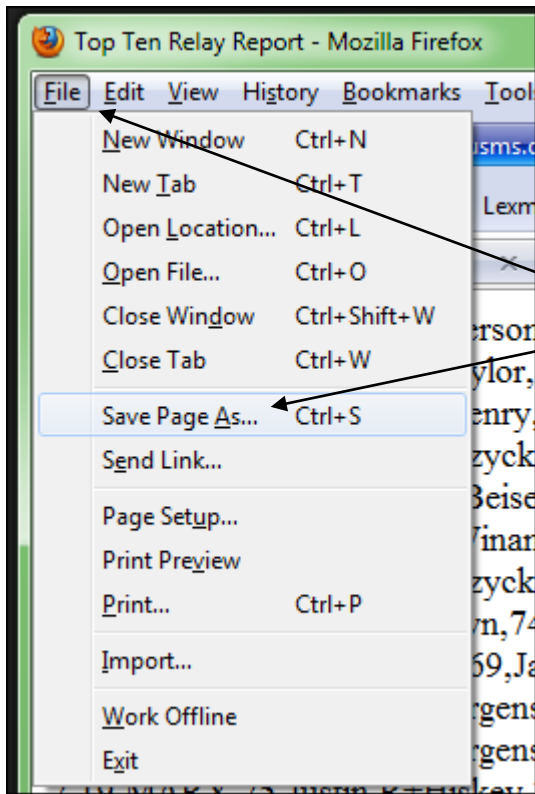 Top Ten Relay Report - Mozilla Firefox
File Edit View History Bookmarks
New Window Ctrl+N
New Tab Ctrl+T
Open Location... Ctrl+L
Open File... Ctrl+O
Close Window Ctrl+Shift+W
Close Tab Ctrl+W
Save Page As... Ctrl+S
Send Link...
Page Setup...
Print Preview
Print... Ctrl+P
Import...
Work Offline
Exit